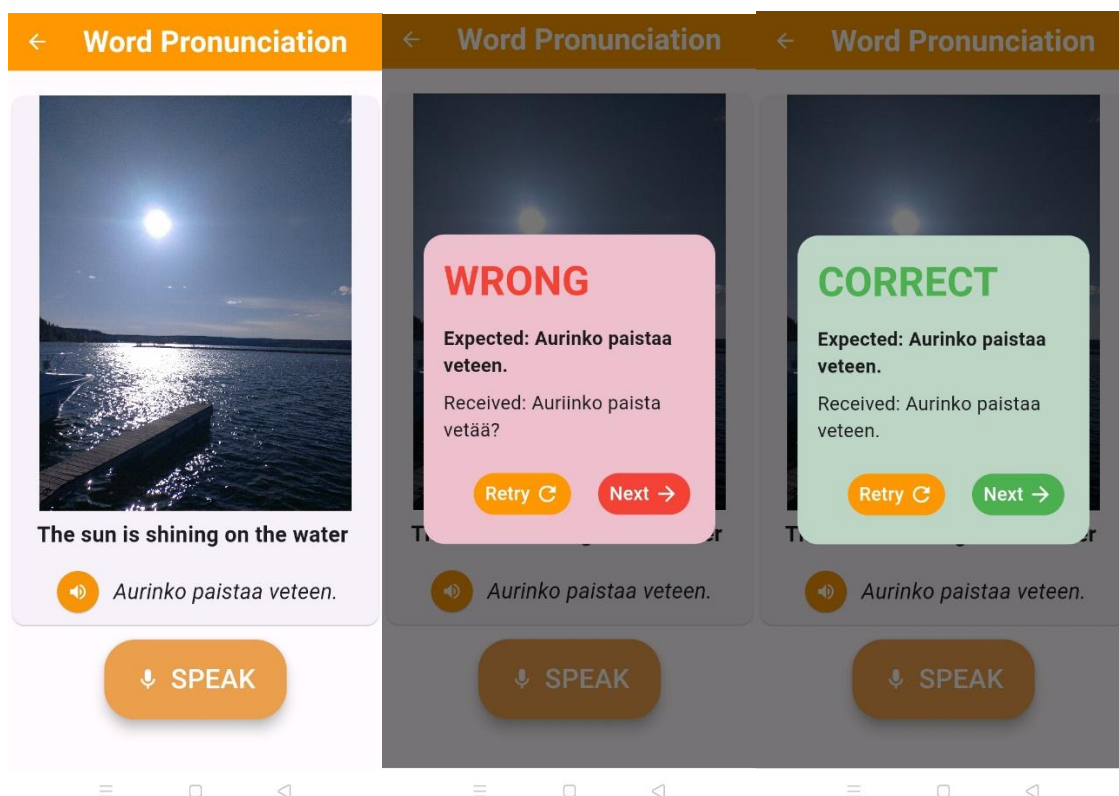 Word Pronunciation
The sun is shining on the water
Aurinko paistaa veteen.
SPEAK
Word Pronunciation
WRONG
Expected: Aurinko paistaa
veteen.
Received: Auriinko paista
vetää?
Retry
Next
Aurinko paistaa veteen.
SPEAK
Word Pronunciation
CORRECT
Expected: Aurinko paistaa
veteen.
Received: Aurinko paistaa
veteen.
Retry
Next
Aurinko paistaa veteen.
SPEAK